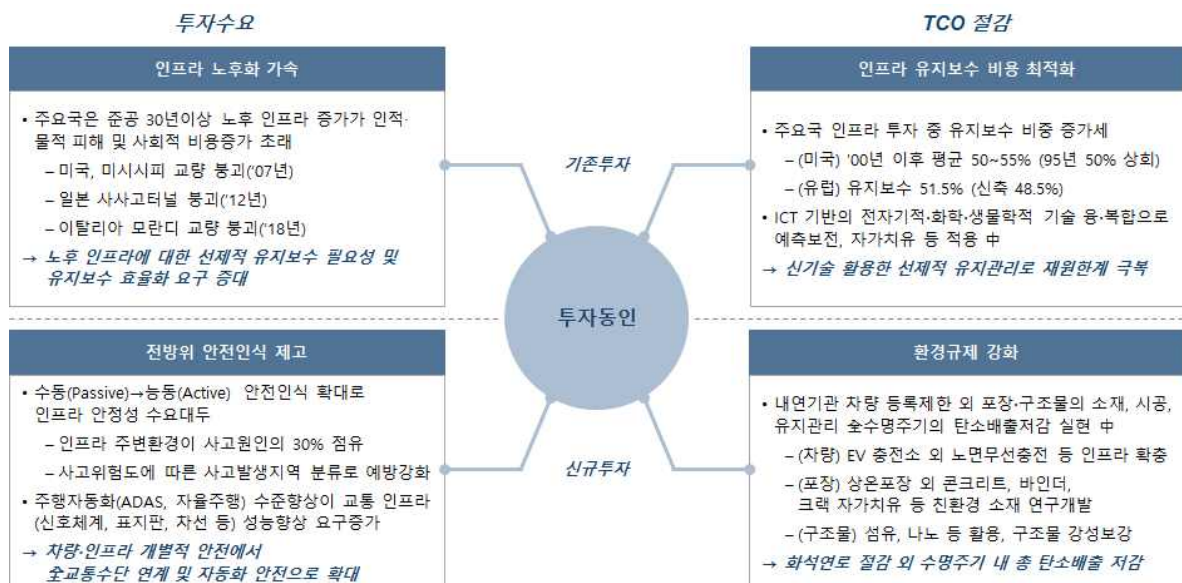 투자수요
인프라 노후화 가속
• 주요국은 준공 30년이상 노후 인프라 증가가 인적·
물적 피해 및 사회적 비용증가 초래
– 미국, 미시시피 교량 붕괴('07년)
– 일본 사사고터널 붕괴('12년)
– 이탈리아 모란디 교량 붕괴('18년)
→ 노후 인프라에 대한 선제적 유지보수 필요성 및
유지보수 효율화 요구 증대
TCO 절감
인프라 유지보수 비용 최적화
• 주요국 인프라 투자 중 유지보수 비중 증가세
– (미국) '00년 이후 평균 50~55% (95년 50% 상회)
– (유럽) 유지보수 51.5% (신축 48.5%)
• ICT 기반의 전자기적·화학·생물학적 기술 융·복합으로
예측보전, 자가치유 등 적용 中
→ 신기술 활용한 선제적 유지관리로 재원한계 극복
기존투자
투자동인
신규투자
전방위 안전인식 제고
• 수동(Passive)→능동(Active) 안전인식 확대로
인프라 안정성 수요대두
– 인프라 주변환경이 사고원인의 30% 점유
– 사고위험도에 따른 사고발생지역 분류로 예방강화
• 주행자동화(ADAS, 자율주행) 수준향상이 교통 인프라
(신호체계, 표지판, 차선 등) 성능향상 요구증가
→ 차량·인프라 개별적 안전에서
全교통수단 연계 및 자동화 안전으로 확대
환경규제 강화
• 내연기관 차량 등록제한 외 포장·구조물의 소재, 시공,
유지관리 全수명주기의 탄소배출저감 실현 中
– (차량) EV 충전소 외 노면무선충전 등 인프라 확충
– (포장) 상온포장 외 콘크리트, 바인더,
크랙 자가치유 등 친환경 소재 연구개발
– (구조물) 섬유, 나노 등 활용, 구조물 강성보강
→ 화석연로 절감 외 수명주기 내 총 탄소배출 저감